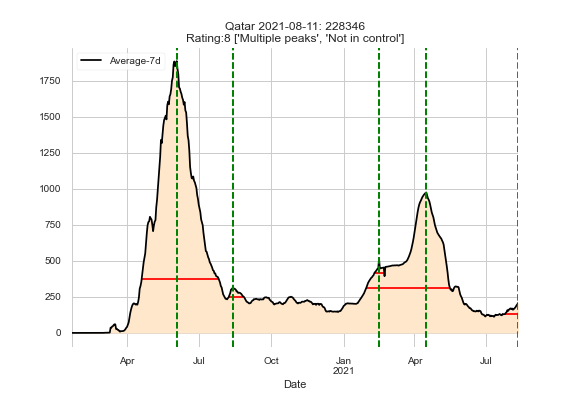 Qatar 2021-08-11: 228346
Rating:8 ['Multiple peaks', 'Not in control']
Average-7d
1750
1500
1250
1000
750
500
250
0
Apr
Jul
Oct
Jan
2021
Apr
Jul
Date